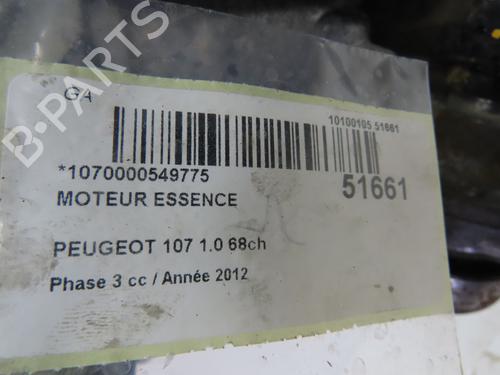 GA
10100105 51661
*1070000549775
51661
MOTEUR ESSENCE
PEUGEOT 107 1.0 68ch
Phase 3 cc / Année 2012
B-PARTS